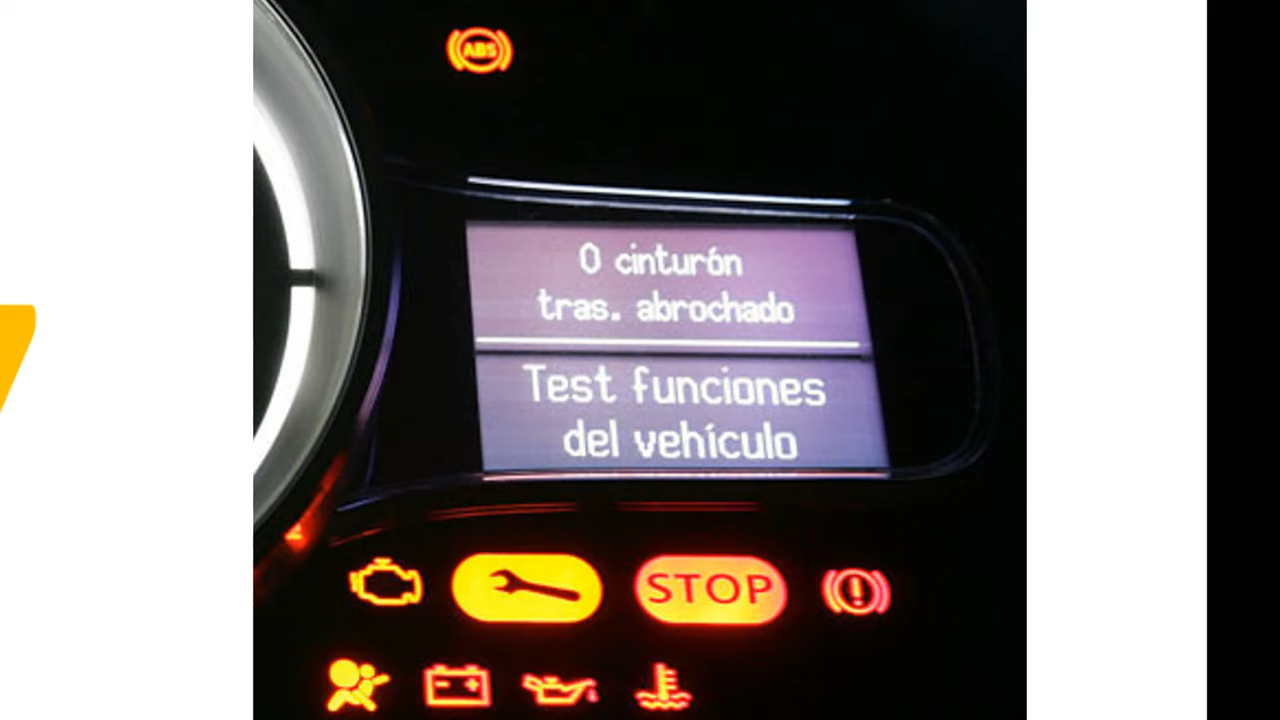 ABS
0 cinturón
tras. abrochado
Test funciones
del vehículo
STOP